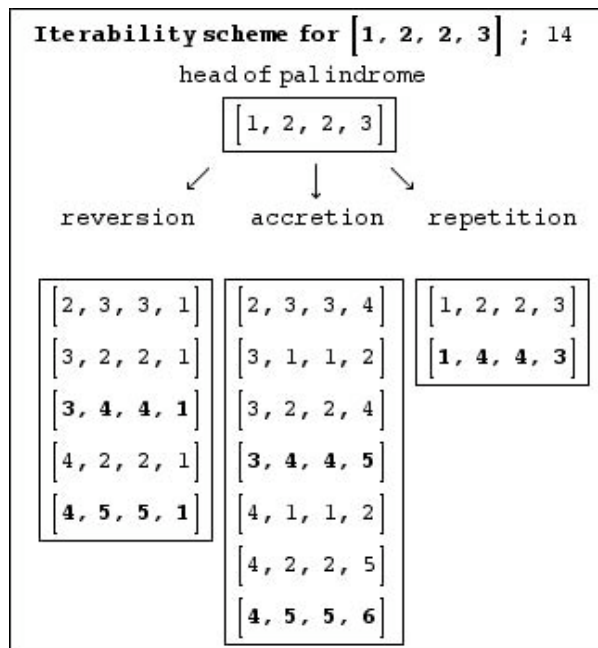 Iterability scheme for [1, 2, 2, 3] ; 14
head of palindrome
[1, 2, 2, 3]
reversion accretion repetition
[2, 3, 3, 1] [2, 3, 3, 4] [1, 2, 2, 3]
[3, 2, 2, 1] [3, 1, 1, 2] [1, 4, 4, 3]
[3, 4, 4, 1] [3, 2, 2, 4]
[4, 2, 2, 1] [3, 4, 4, 5]
[4, 5, 5, 1] [4, 1, 1, 2]
[4, 2, 2, 5]
[4, 5, 5, 6]